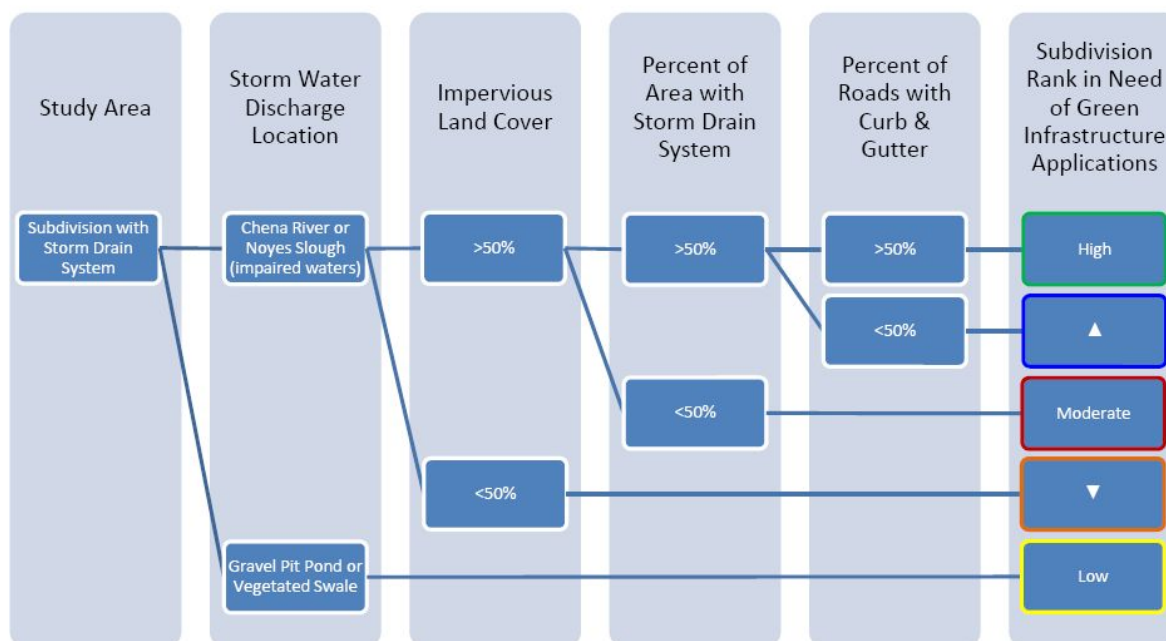 Study Area
Storm Water
Discharge
Location
Impervious
Land Cover
Percent of
Area with
Storm Drain
System
Percent of
Roads with
Curb &
Gutter
Subdivision
Rank in Need
of Green
Infrastructure
Applications
Subdivision with
Storm Drain
System
Chena River or
Noyes Slough
(impaired waters)
>50%
>50%
>50%
High
<50%
▲
<50%
Moderate
<50%
▼
Gravel Pit Pond or
Vegetated Swale
Low